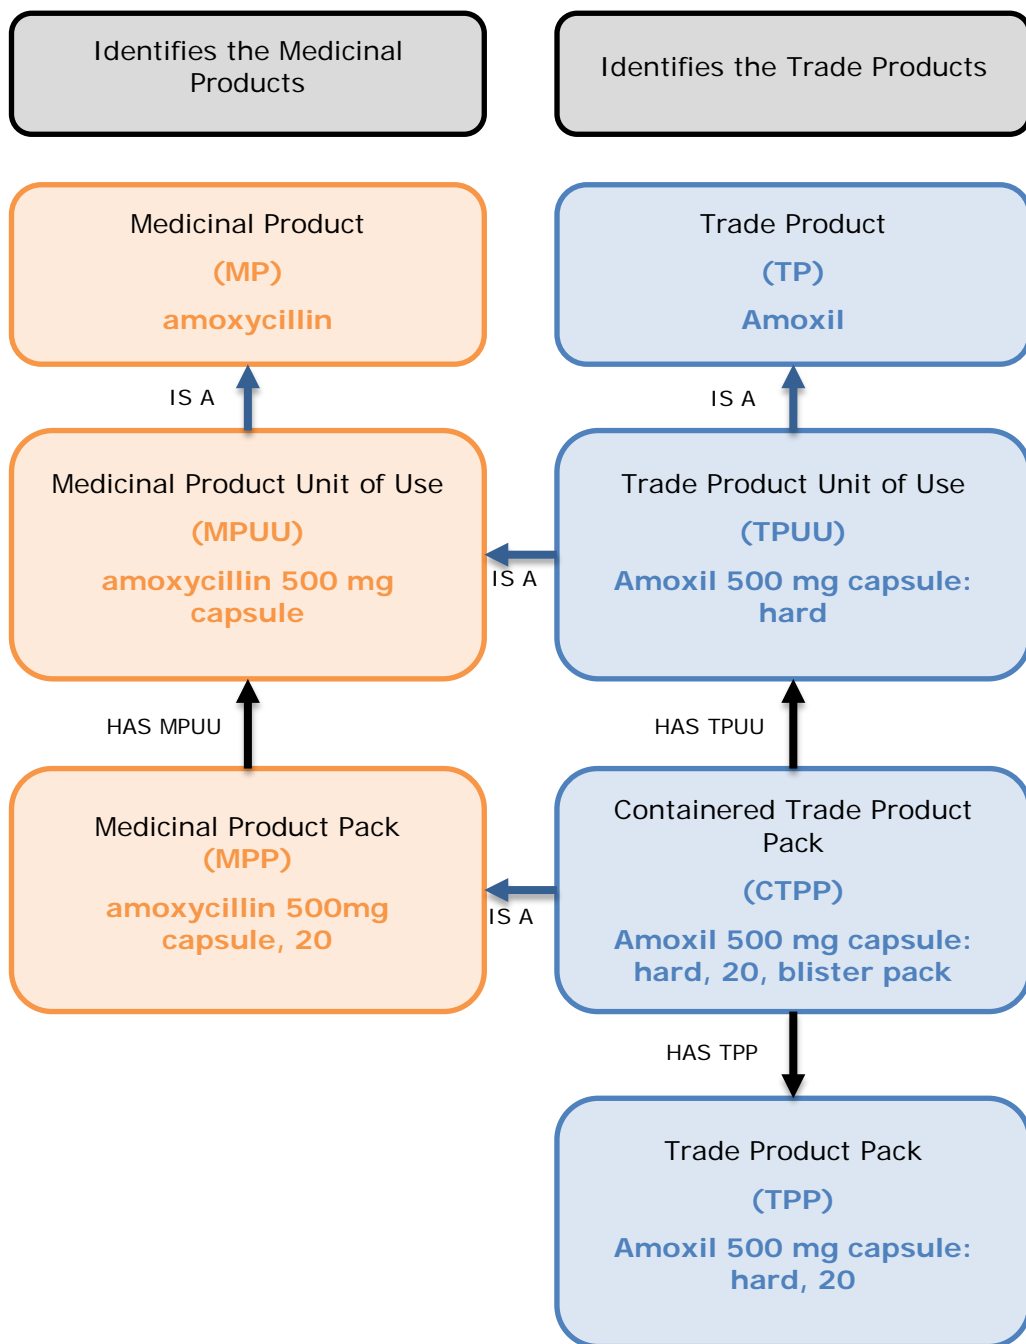 Identifies the Medicinal
Products
Identifies the Trade Products
Medicinal Product
(MP)
amoxycillin
Trade Product
(TP)
Amoxil
IS A
IS A
Medicinal Product Unit of Use
(MPUU)
amoxycillin 500 mg
capsule
IS A
Trade Product Unit of Use
(TPUU)
Amoxil 500 mg capsule:
hard
HAS MPUU
HAS TPUU
Medicinal Product Pack
(MPP)
amoxycillin 500mg
capsule, 20
IS A
Containered Trade Product
Pack
(CTPP)
Amoxil 500 mg capsule:
hard, 20, blister pack
HAS TPP
Trade Product Pack
(TPP)
Amoxil 500 mg capsule:
hard, 20